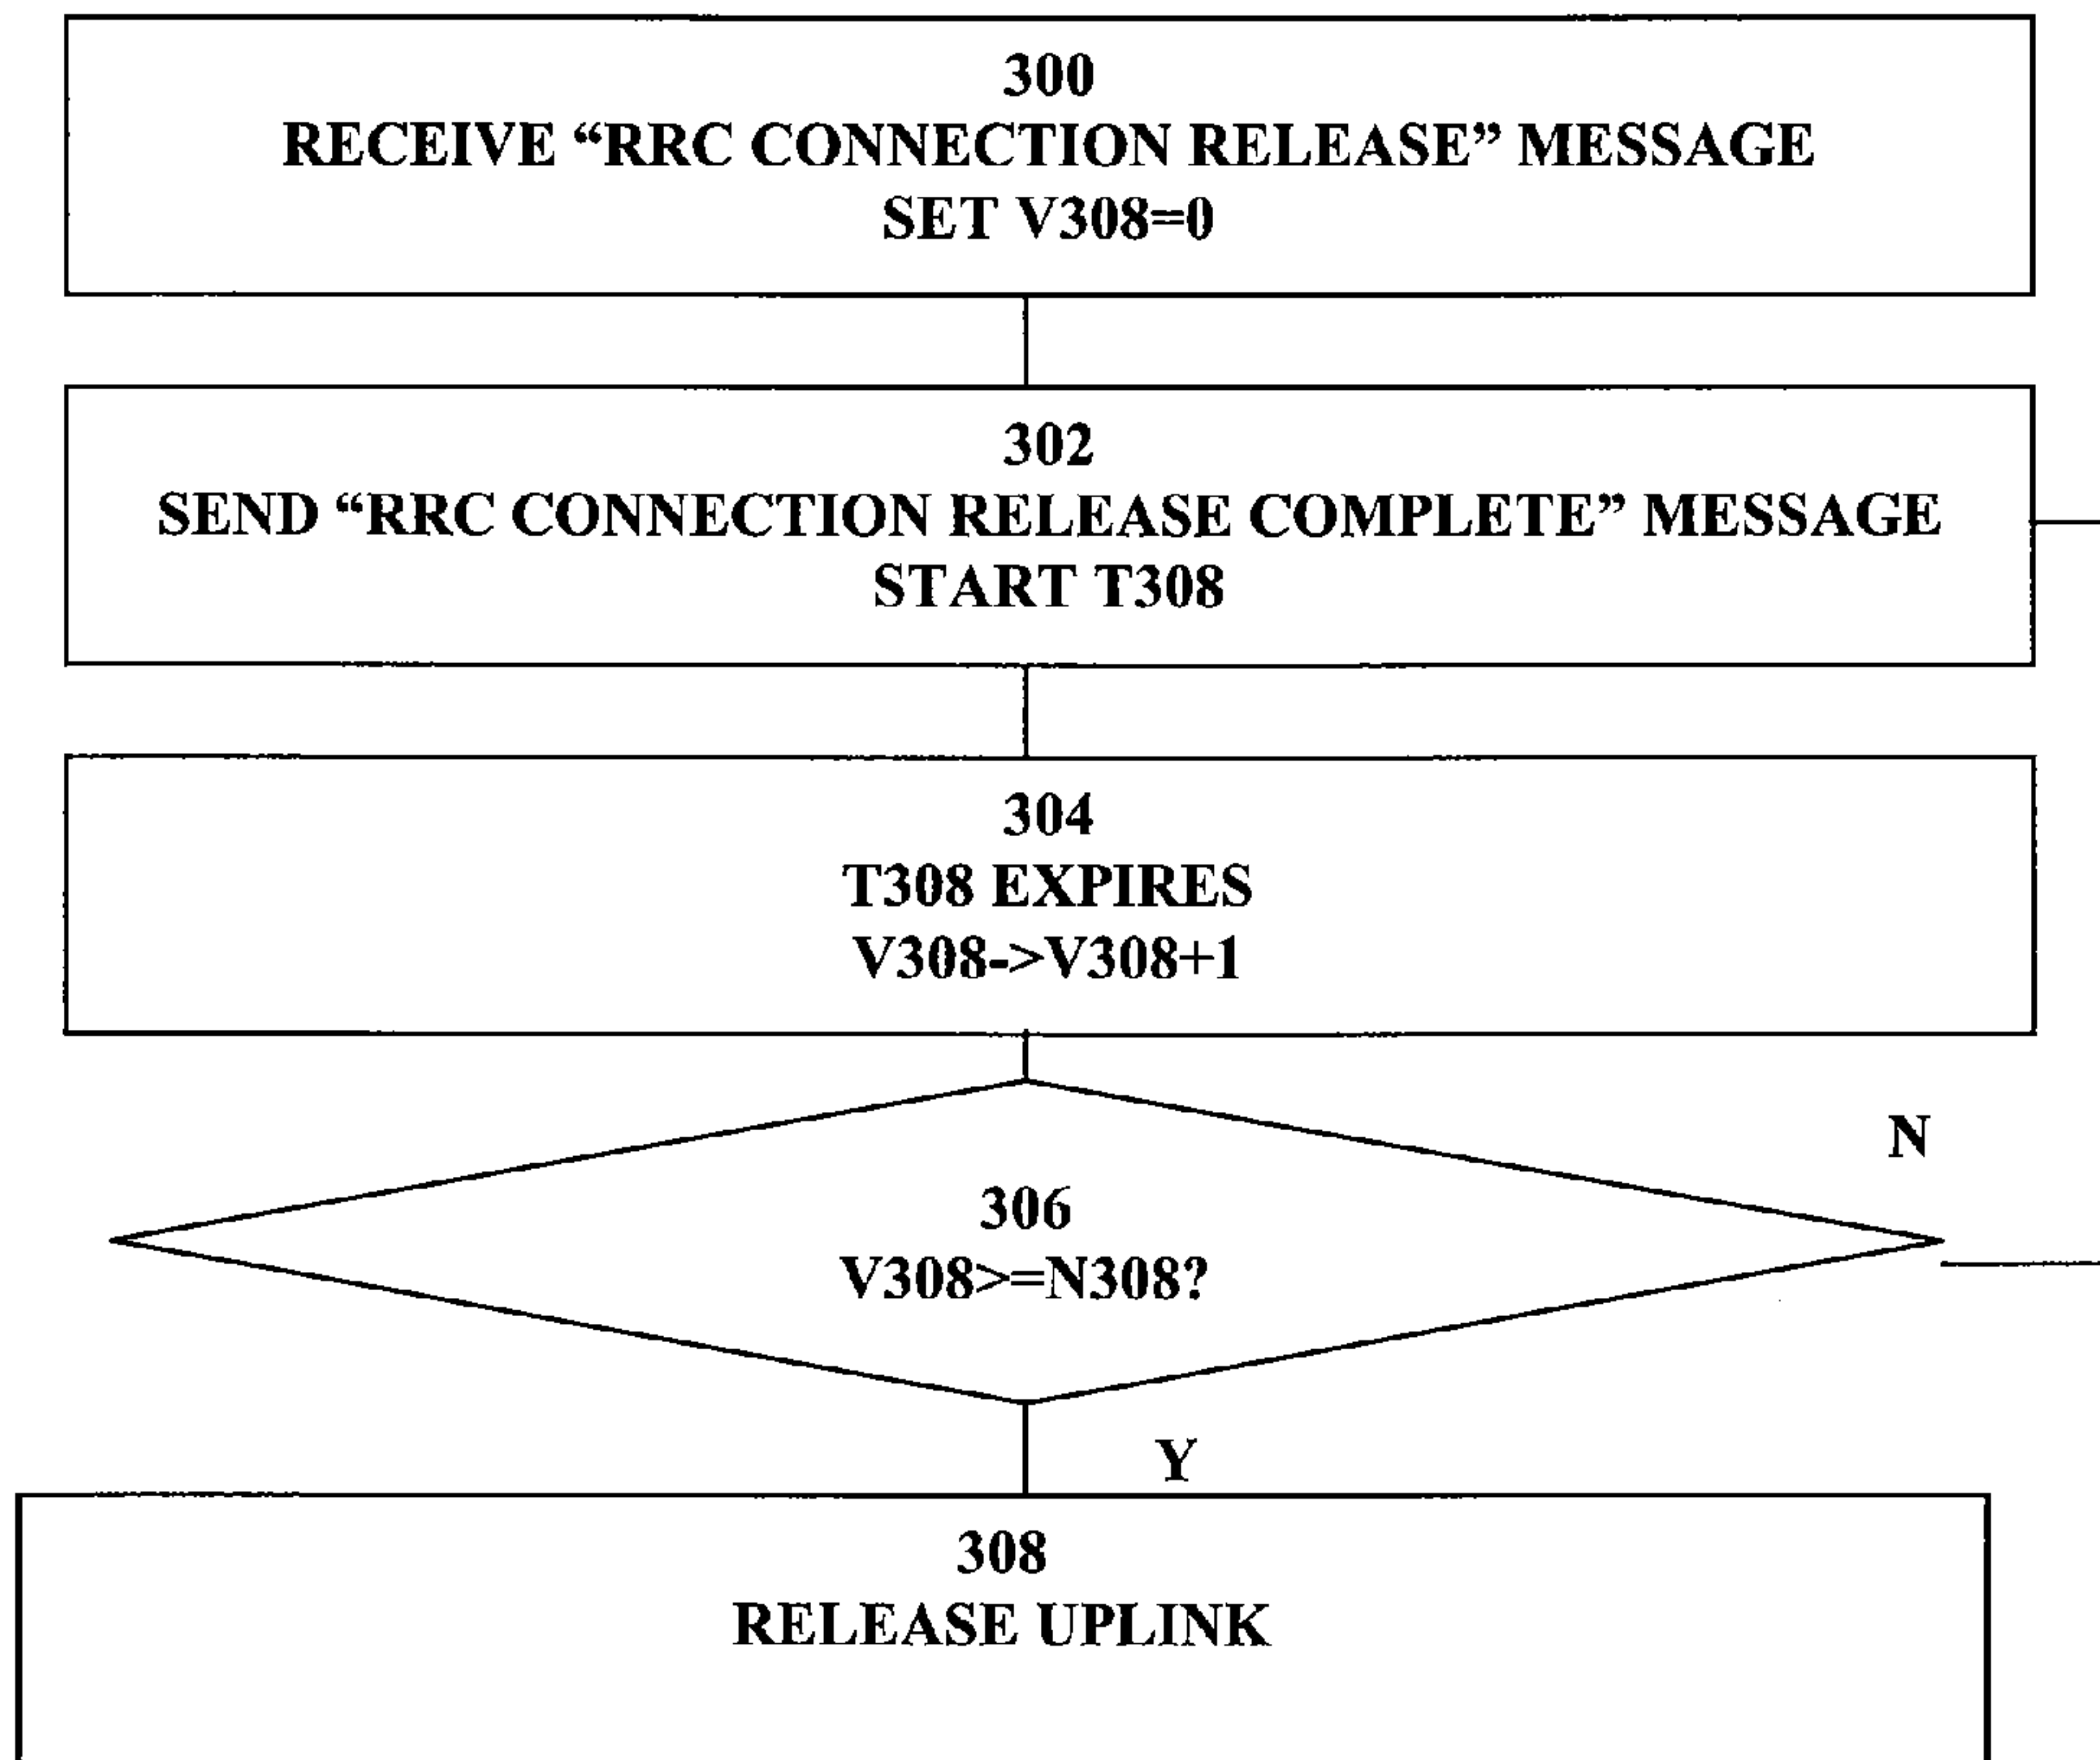 300
RECEIVE “RRC CONNECTION RELEASE” MESSAGE
SET V308=0
302
SEND “RRC CONNECTION RELEASE COMPLETE” MESSAGE
START T308
304
T308 EXPIRES
V308->V308+1
N
306
V308>=N308?
Y
308
RELEASE UPLINK